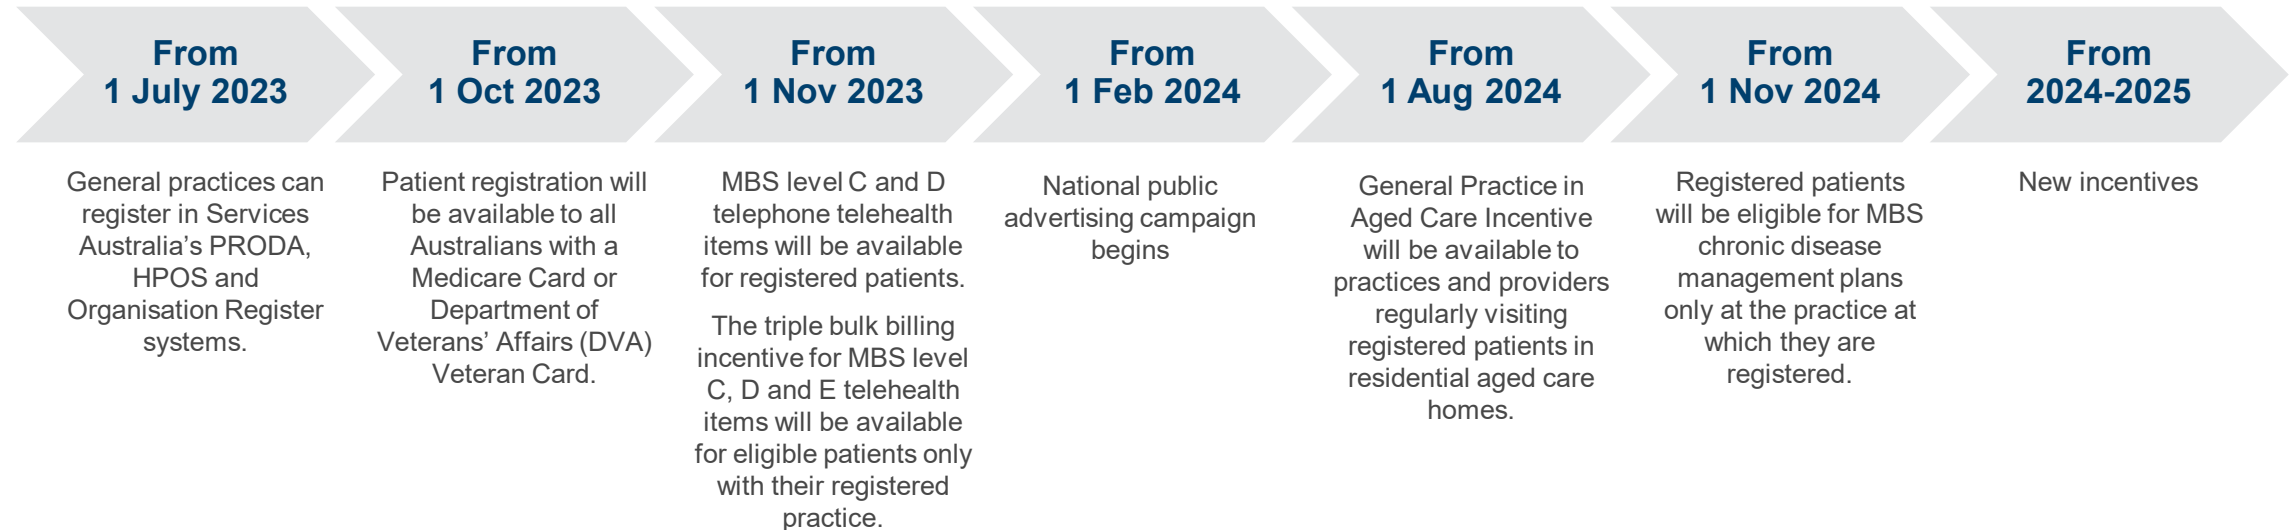 From
1 July 2023
General practices can
register in Services
Australia’s PRODA,
HPOS and
Organisation Register
systems.
From
1 Oct 2023
Patient registration will
be available to all
Australians with a
Medicare Card or
Department of
Veterans’ Affairs (DVA)
Veteran Card.
From
1 Nov 2023
MBS level C and D
telephone telehealth
items will be available
for registered patients.
The triple bulk billing
incentive for MBS level
C, D and E telehealth
items will be available
for eligible patients only
with their registered
practice.
From
1 Feb 2024
National public
advertising campaign
begins
From
1 Aug 2024
General Practice in
Aged Care Incentive
will be available to
practices and providers
regularly visiting
registered patients in
residential aged care
homes.
From
1 Nov 2024
Registered patients
will be eligible for MBS
chronic disease
management plans
only at the practice at
which they are
registered.
From
2024-2025
New incentives